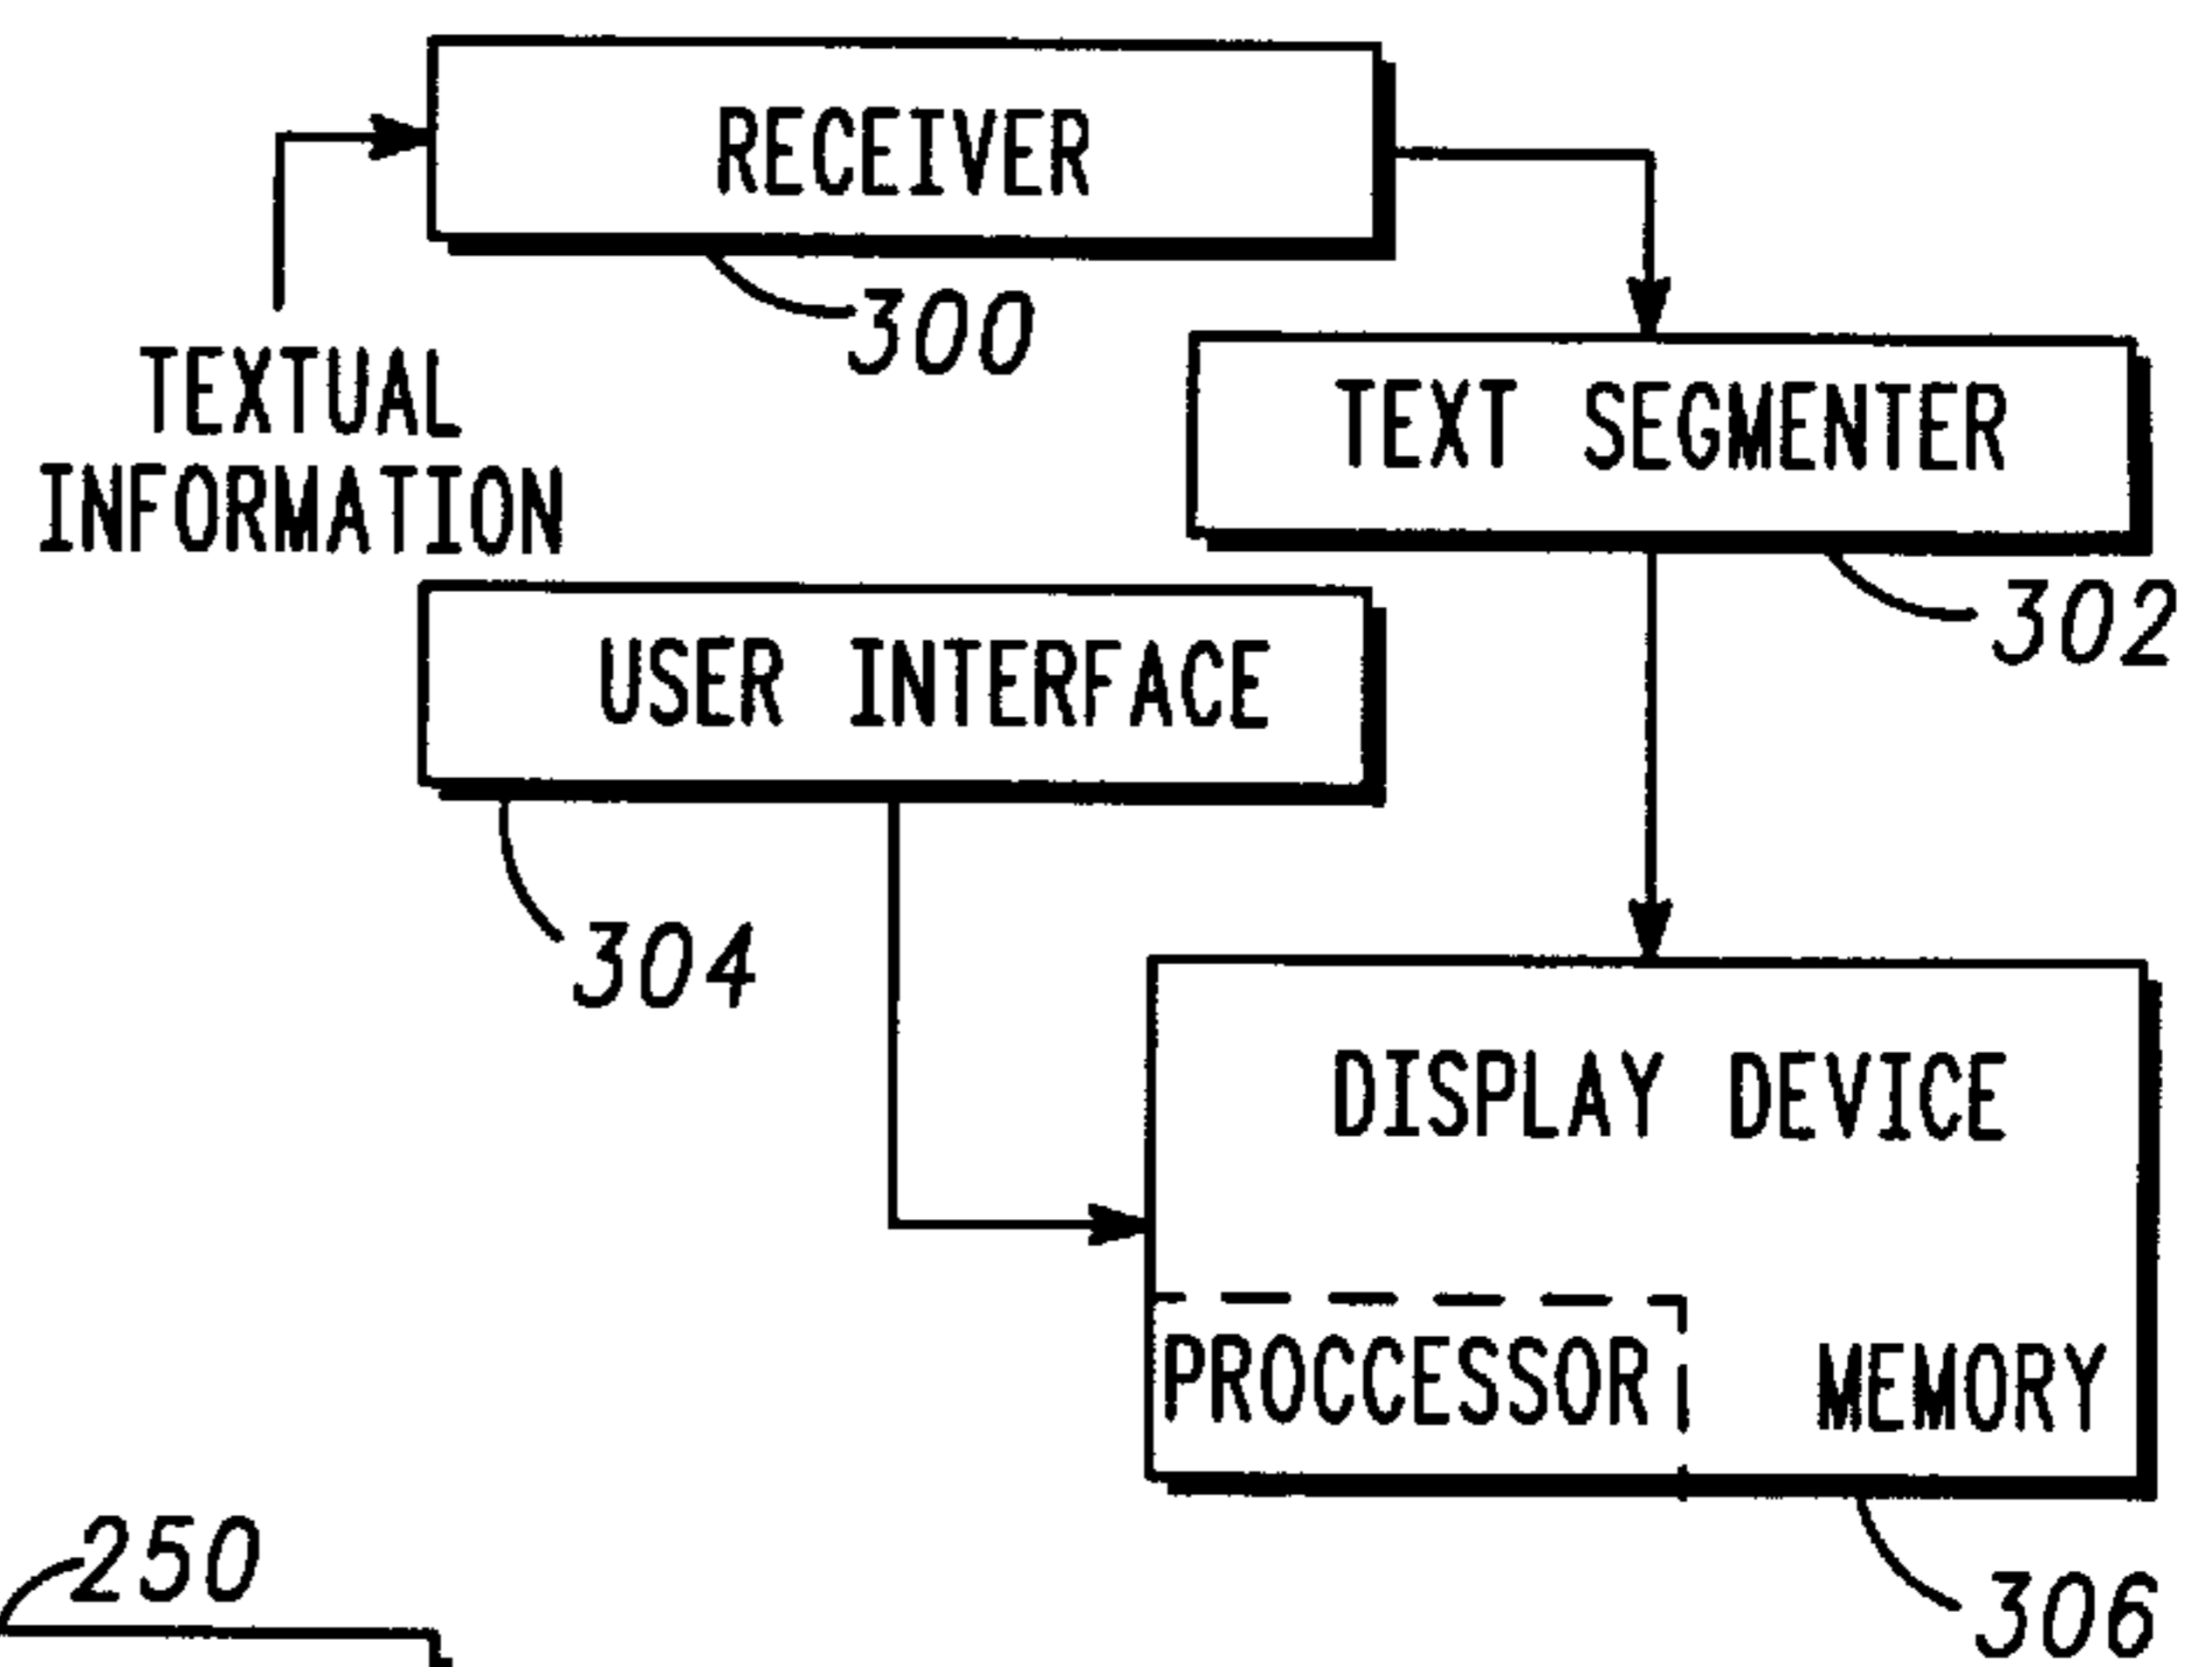 RECEIVER
300
TEXTUAL
INFORMATION
TEXT SEGMENTER
302
USER INTERFACE
304
DISPLAY DEVICE
PROCCESSOR
MEMORY
306
250